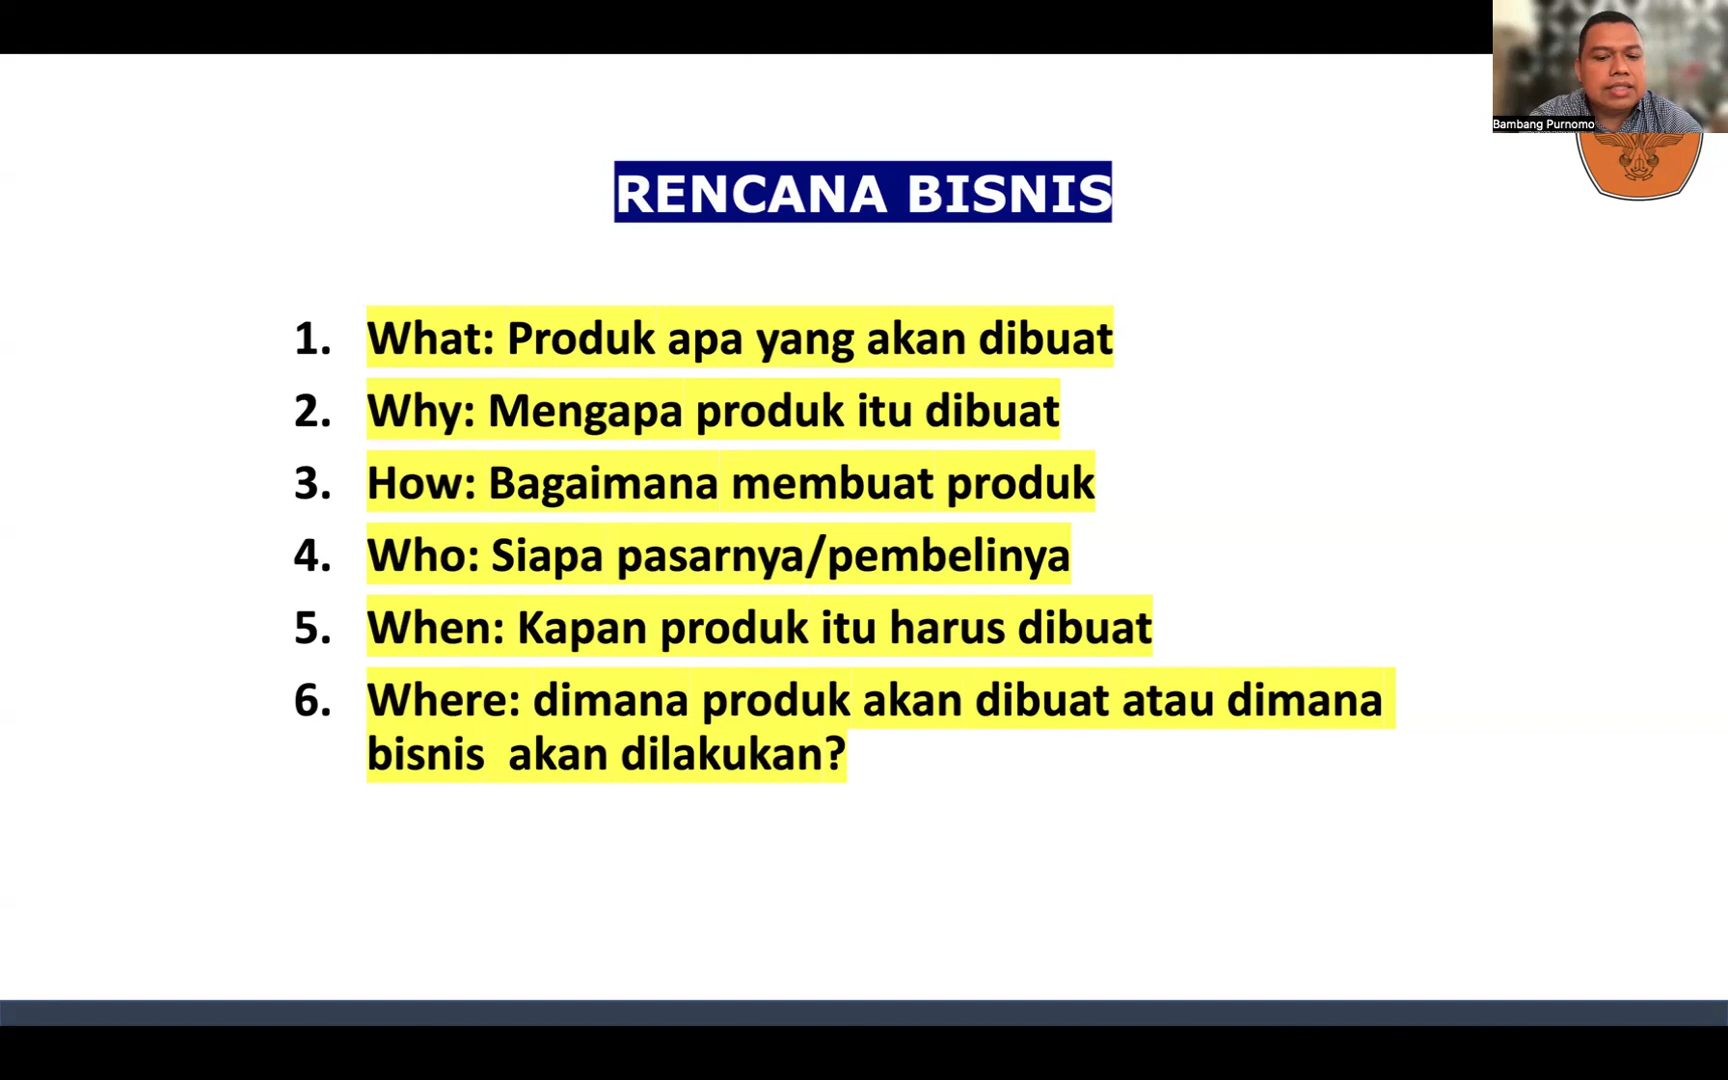 Bambang Purnomo
RENCANA BISNIS
1. What: Produk apa yang akan dibuat
2. Why: Mengapa produk itu dibuat
3. How: Bagaimana membuat produk
4. Who: Siapa pasarnya/pembelinya
5. When: Kapan produk itu harus dibuat
6. Where: dimana produk akan dibuat atau dimana
bisnis  akan dilakukan?